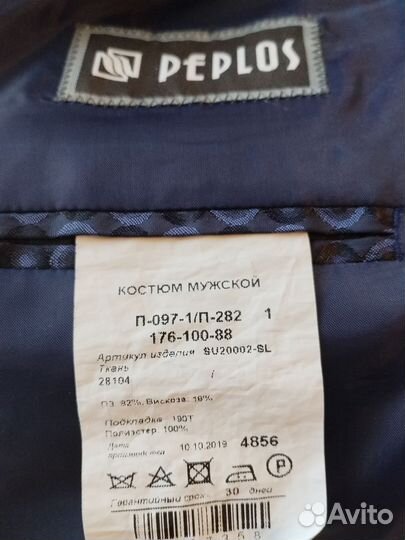 PEPLOS
КОСТЮМ МУЖСКОЙ
П-097-1/П-282 1
176-100-88
Артикул изделия SU20002-SL
Ткань
28104
ПЭ. 82%, Вискоза. 18%
Подкладка 190Т
Полиэстер. 100%
Дата производства 10.10.2019 4856
P
Гарантийный срок 30 дней
Avito